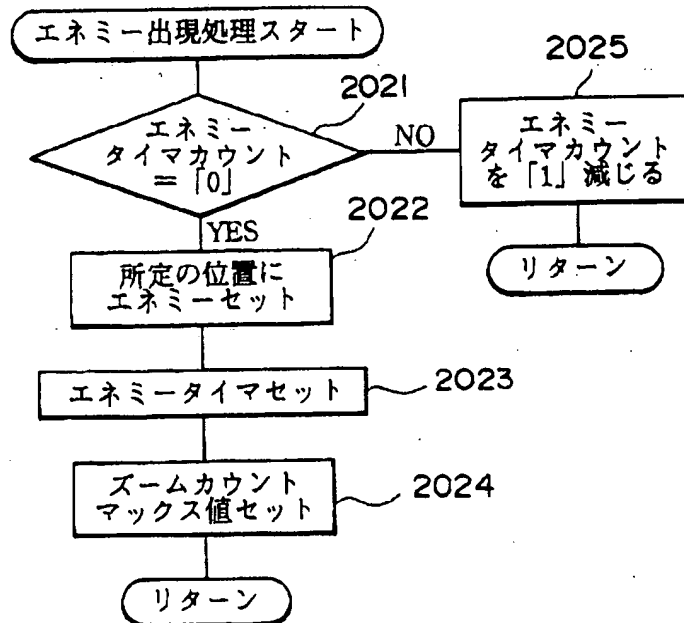 エネミー出現処理スタート
2021
エネミー
タイマカウント
=「0」
NO
2025
エネミー
タイマカウント
を「1」減じる
リターン
YES
2022
所定の位置に
エネミーセット
エネミータイマセット
2023
ズームカウント
マックス値セット
2024
リターン